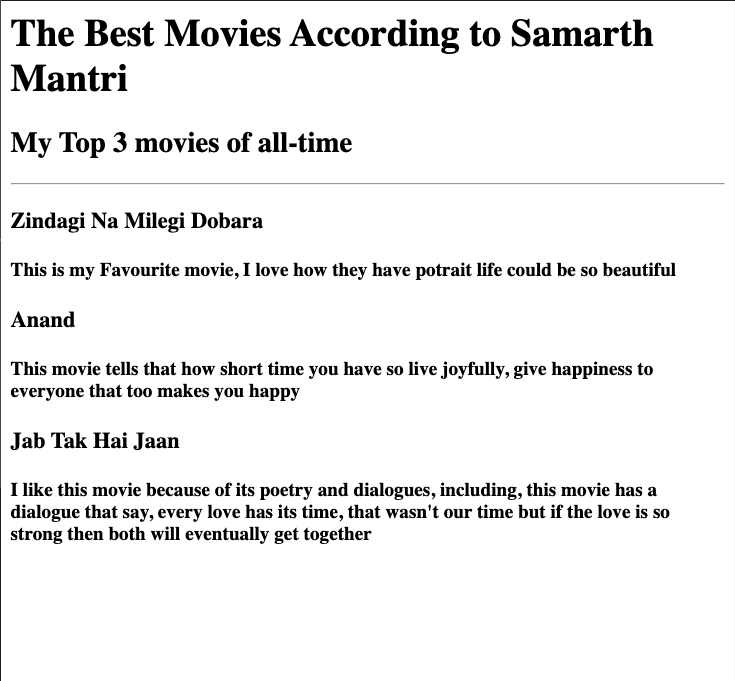 The Best Movies According to Samarth
Mantri
My Top 3 movies of all-time
Zindagi Na Milegi Dobara
This is my Favourite movie, I love how they have potrait life could be so beautiful
Anand
This movie tells that how short time you have so live joyfully, give happiness to
everyone that too makes you happy
Jab Tak Hai Jaan
I like this movie because of its poetry and dialogues, including, this movie has a
dialogue that say, every love has its time, that wasn't our time but if the love is so
strong then both will eventually get together